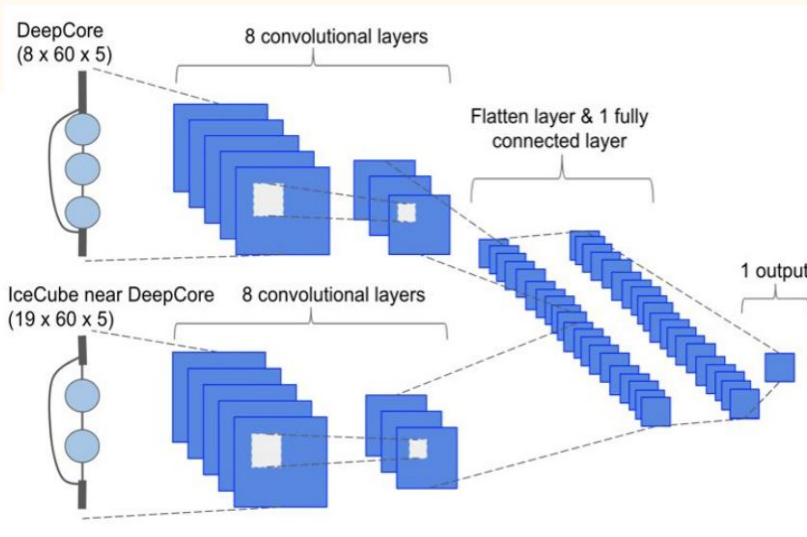 DeepCore
(8 x 60 x 5)
8 convolutional layers
Flatten layer & 1 fully
connected layer
1 output
IceCube near DeepCore
(19 x 60 x 5)
8 convolutional layers